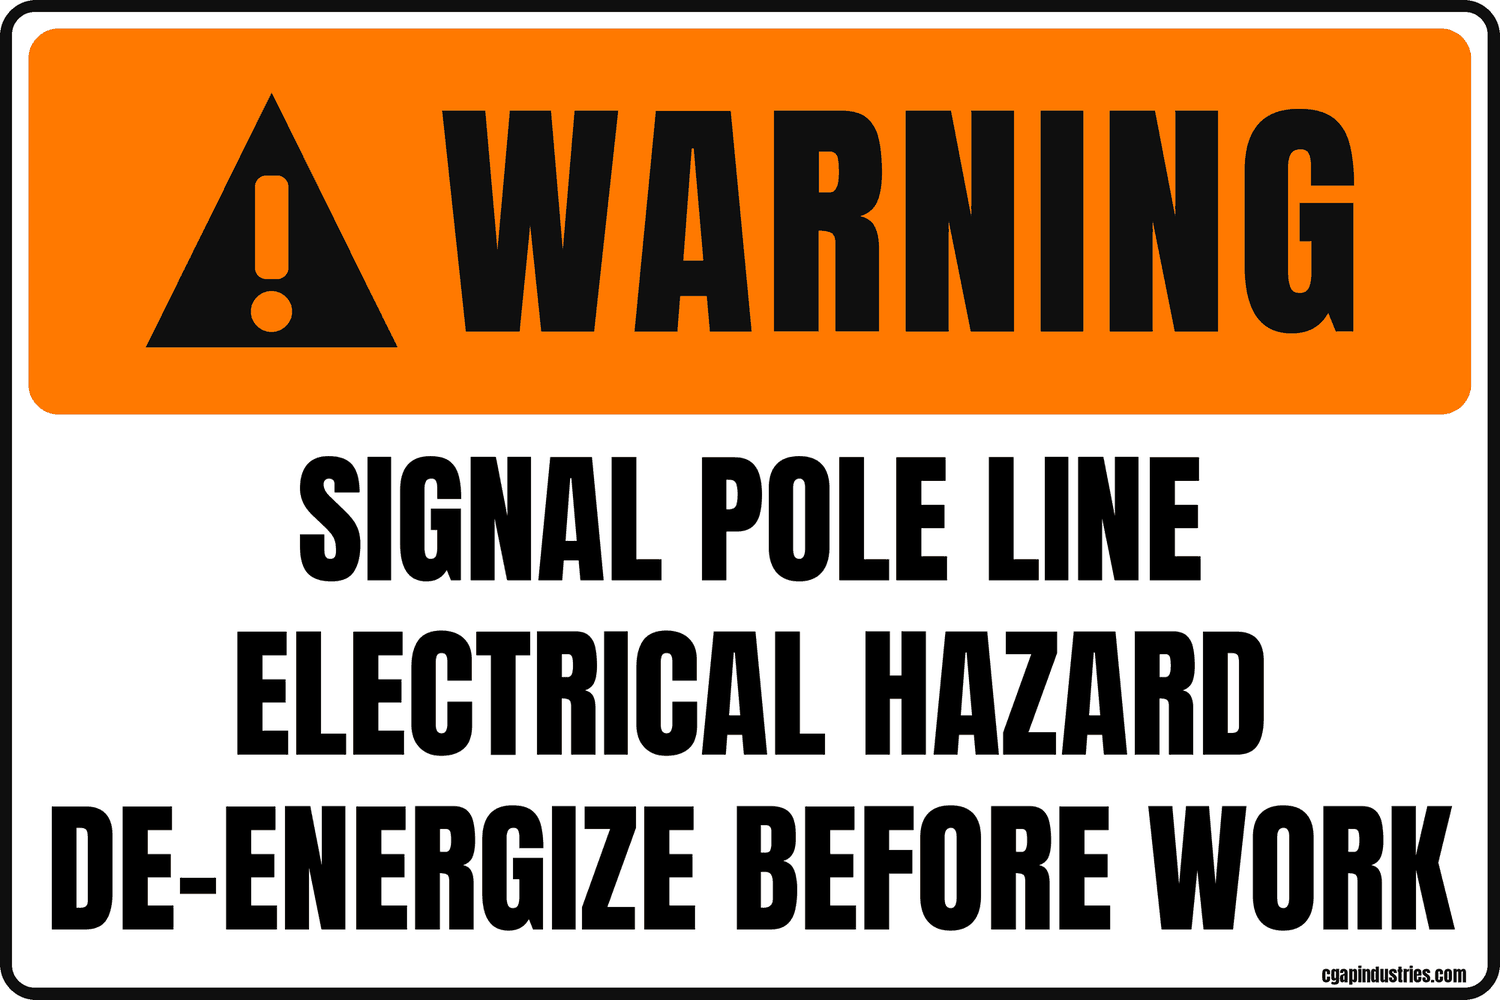 WARNING
SIGNAL POLE LINE
ELECTRICAL HAZARD
DE-ENERGIZE BEFORE WORK
cgapindustries.com